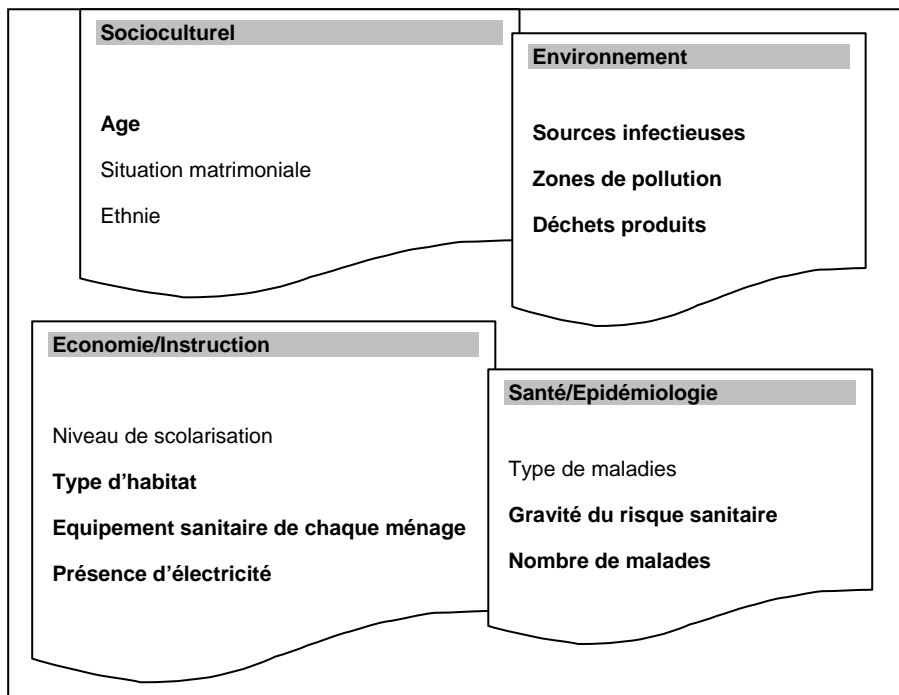 Socioculturel
Age
Situation matrimoniale
Ethnie
Environnement
Sources infectieuses
Zones de pollution
Déchets produits
Economie/Instruction
Niveau de scolarisation
Type d’habitat
Equipement sanitaire de chaque ménage
Présence d’électricité
Santé/Epidémiologie
Type de maladies
Gravité du risque sanitaire
Nombre de malades